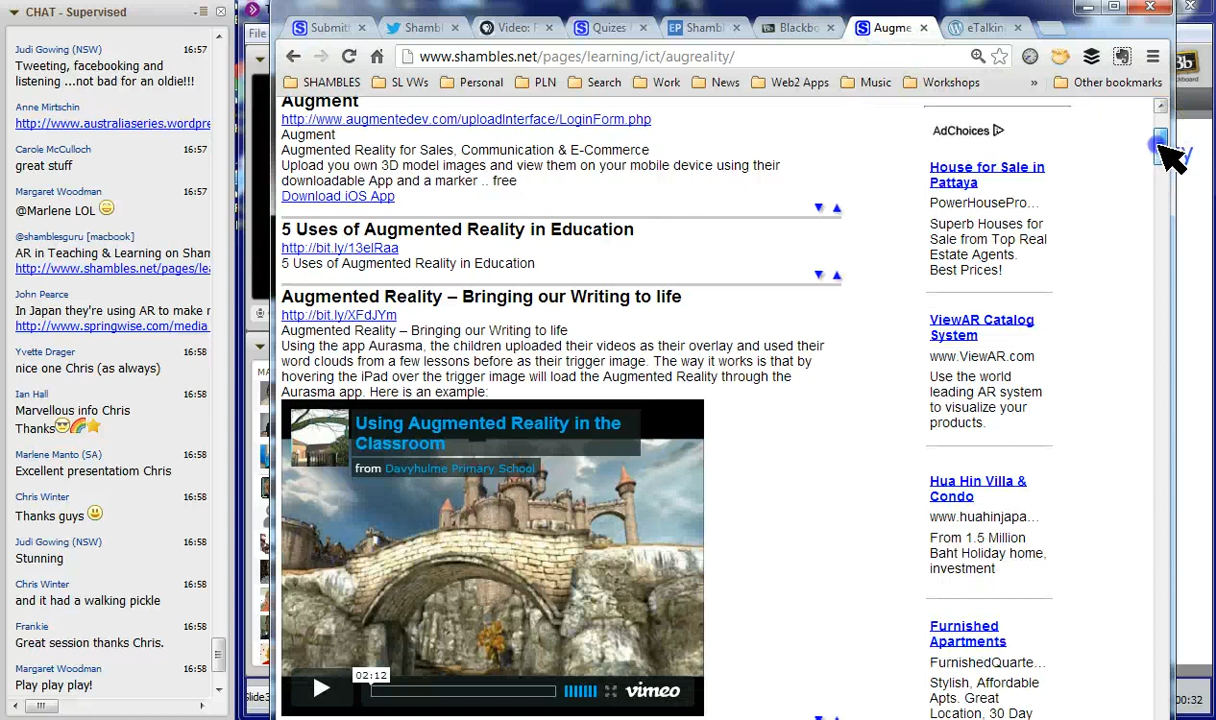 CHAT - Supervised
Judi Gowing (NSW) 16:57
Tweeting, facebooking and
listening ...not bad for an oldie!!!
Anne Mirtschin 16:57
http://www.australiaseries.wordpre
Carole McCulloch 16:57
great stuff
Margaret Woodman 16:57
@Marlene LOL
@shamblesguru [macbook]
AR in Teaching & Learning on Sham
http://www.shambles.net/pages/lea
John Pearce 16:58
In Japan they're using AR to make r
http://www.springwise.com/media_
Yvette Drager 16:58
nice one Chris (as always)
Ian Hall 16:58
Marvellous info Chris
Thanks
Marlene Manto (SA) 16:58
Excellent presentation Chris
Chris Winter 16:58
Thanks guys
Judi Gowing (NSW) 16:58
Stunning
Chris Winter 16:58
and it had a walking pickle
Frankie 16:58
Great session thanks Chris.
Margaret Woodman 16:58
Play play play!
File
MA
Slide3
Submitt
Shambl
Video: F
Quizes
EP Shambl
Bb Blackbo
Augme
eTalking
www.shambles.net/pages/learning/ict/augreality/
SHAMBLES
SL VWs
Personal
PLN
Search
Work
News
Web2 Apps
Music
Workshops
»
Other bookmarks
Augment
http://www.augmentedev.com/uploadInterface/LoginForm.php
Augment
Augmented Reality for Sales, Communication & E-Commerce
Upload you own 3D model images and view them on your mobile device using their
downloadable App and a marker .. free
Download iOS App
5 Uses of Augmented Reality in Education
http://bit.ly/13elRaa
5 Uses of Augmented Reality in Education
Augmented Reality – Bringing our Writing to life
http://bit.ly/XFdJYm
Augmented Reality – Bringing our Writing to life
Using the app Aurasma, the children uploaded their videos as their overlay and used their
word clouds from a few lessons before as their trigger image. The way it works is that by
hovering the iPad over the trigger image will load the Augmented Reality through the
Aurasma app. Here is an example:
Using Augmented Reality in the
Classroom
from Davyhulme Primary School
02:12
vimeo
AdChoices
House for Sale in
Pattaya
PowerHousePro...
Superb Houses for
Sale from Top Real
Estate Agents.
Best Prices!
ViewAR Catalog
System
www.ViewAR.com
Use the world
leading AR system
to visualize your
products.
Hua Hin Villa &
Condo
www.huahinjapa...
From 1.5 Million
Baht Holiday home,
investment
Furnished
Apartments
FurnishedQuarte...
Stylish, Affordable
Apts. Great
Location, 30 Day
Bb
00:32